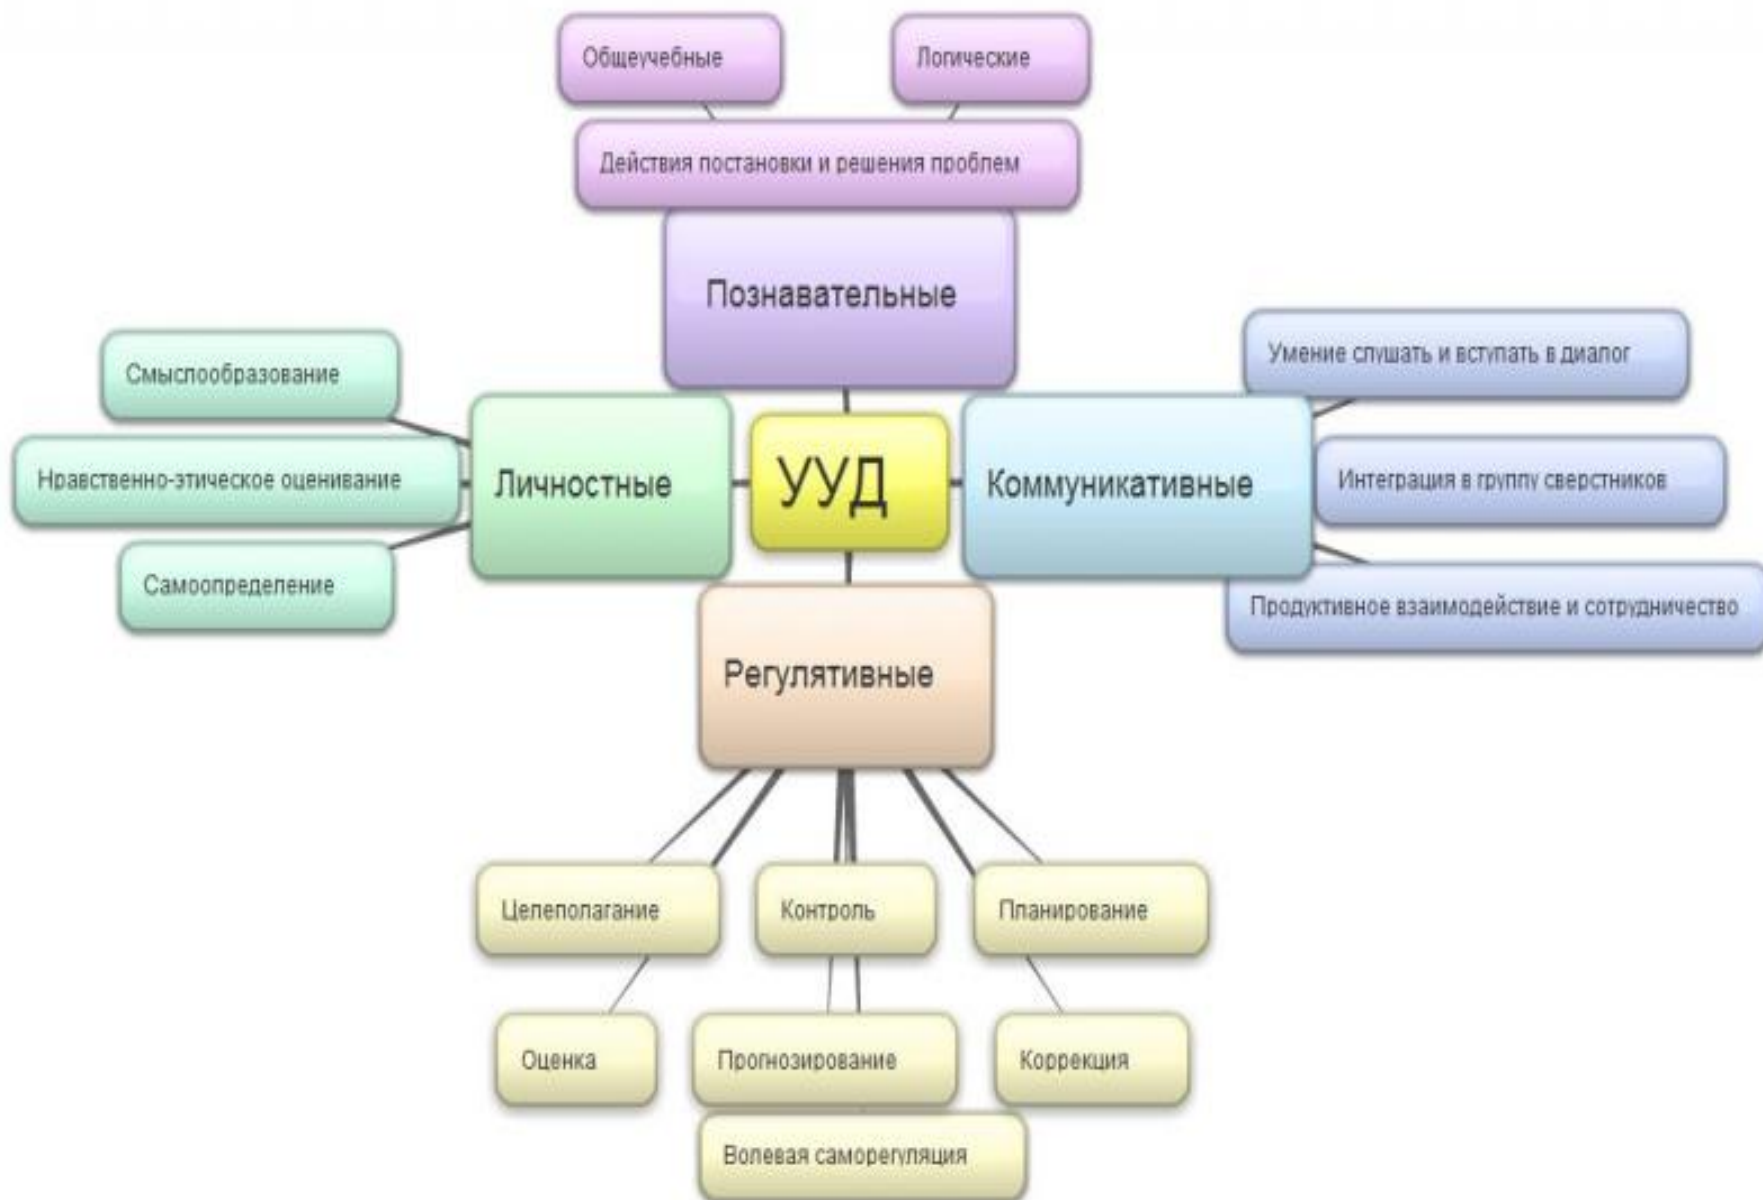 Общеучебные
Логические
Действия постановки и решения проблем
Познавательные
Смыслообразование
Нравственно-этическое оценивание
Самоопределение
Личностные
УУД
Коммуникативные
Умение слушать и вступать в диалог
Интеграция в группу сверстников
Продуктивное взаимодействие и сотрудничество
Регулятивные
Целеполагание
Контроль
Планирование
Оценка
Прогнозирование
Коррекция
Волевая саморегуляция